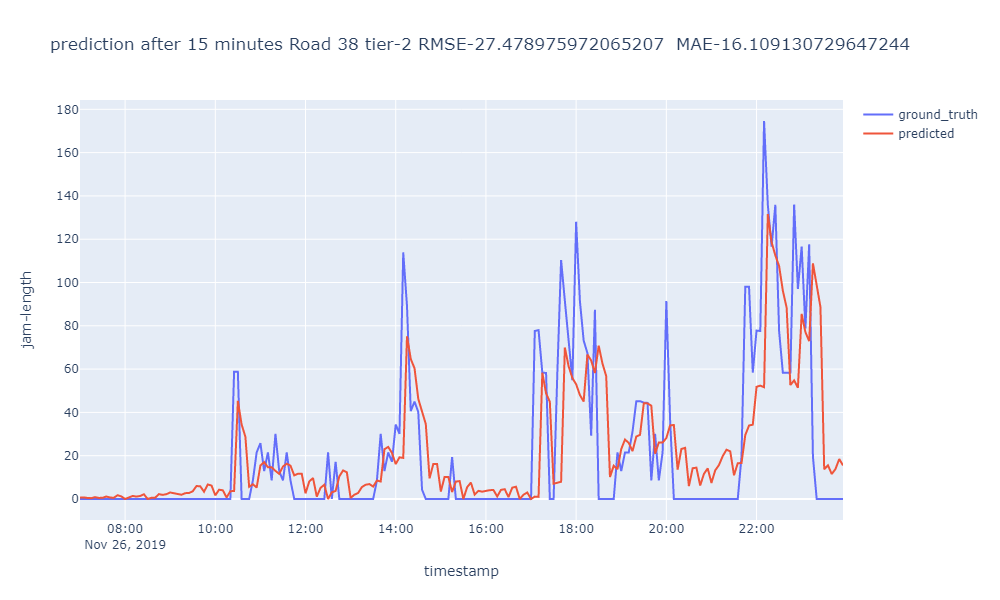 prediction after 15 minutes Road 38 tier-2 RMSE-27.478975972065207  MAE-16.109130729647244
ground_truth
predicted
jam-length
180
160
140
120
100
80
60
40
20
0
08:00 10:00 12:00 14:00 16:00 18:00 20:00 22:00
Nov 26, 2019
timestamp